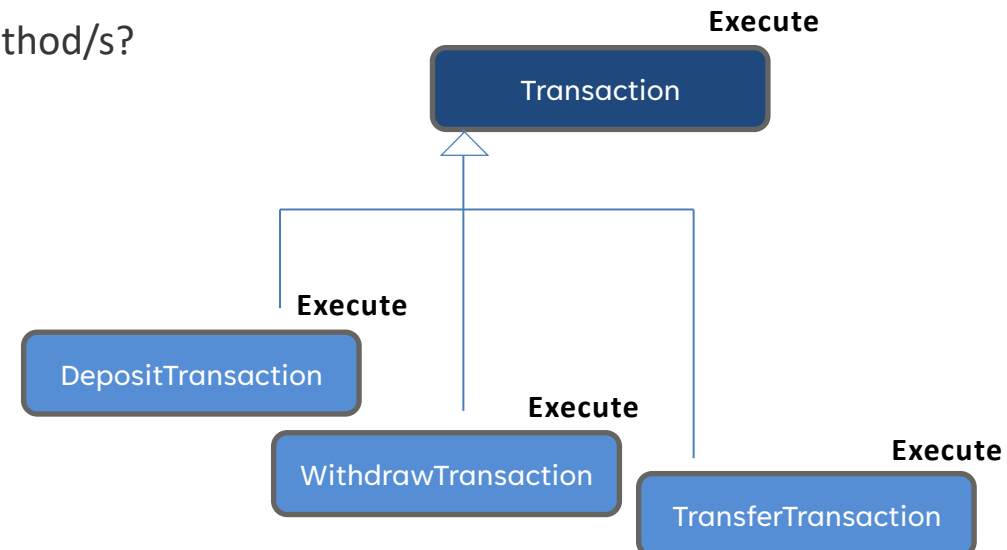 Execute
thod/s?
Transaction
Execute
DepositTransaction
Execute
WithdrawTransaction
Execute
TransferTransaction